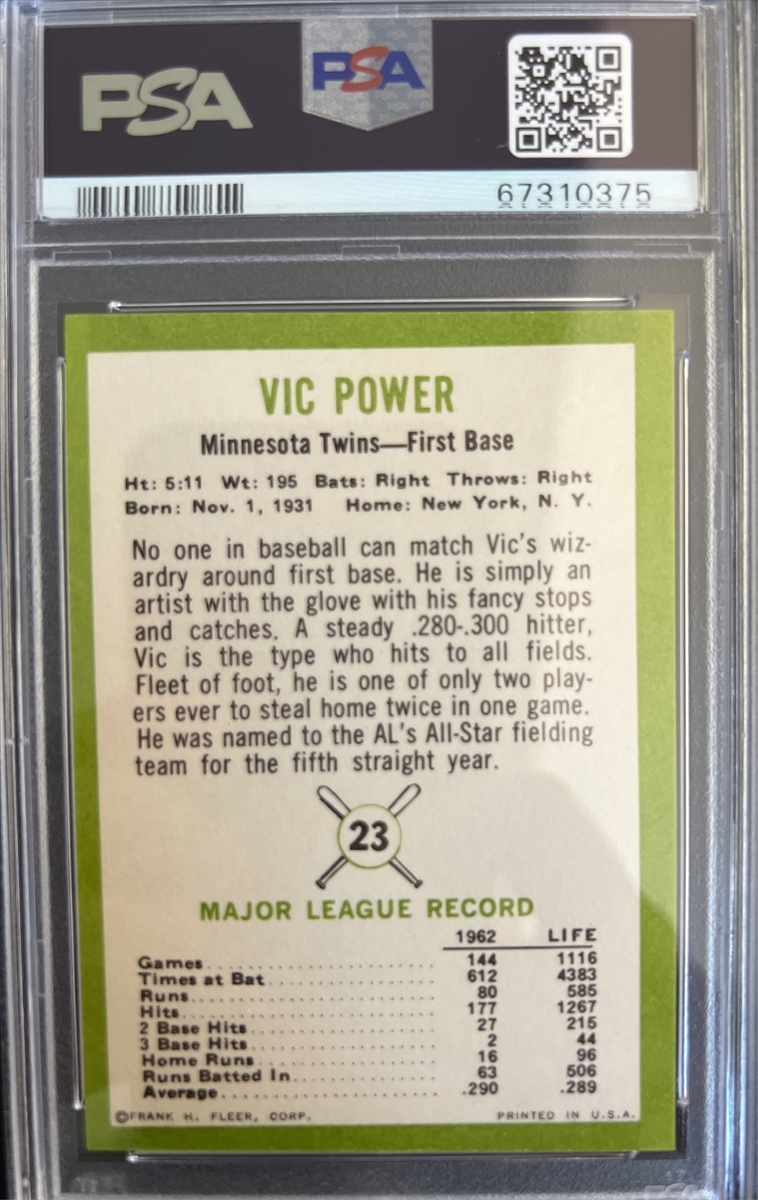 PSA
PSA
67310375
VIC POWER
Minnesota Twins—First Base
Ht: 5:11 Wt: 195 Bats: Right Throws: Right
Born: Nov. 1, 1931 Home: New York, N. Y.
No one in baseball can match Vic's wiz-
ardry around first base. He is simply an
artist with the glove with his fancy stops
and catches. A steady .280-.300 hitter,
Vic is the type who hits to all fields.
Fleet of foot, he is one of only two play-
ers ever to steal home twice in one game.
He was named to the AL's All-Star fielding
team for the fifth straight year.
23
MAJOR LEAGUE RECORD
1962 LIFE
Games 144 1116
Times at Bat 612 4383
Runs 80 585
Hits 177 1267
2 Base Hits 27 215
3 Base Hits 2 44
Home Runs 16 96
Runs Batted In 63 506
Average .290 .289
©FRANK H. FLEER, CORP. PRINTED IN U.S.A.